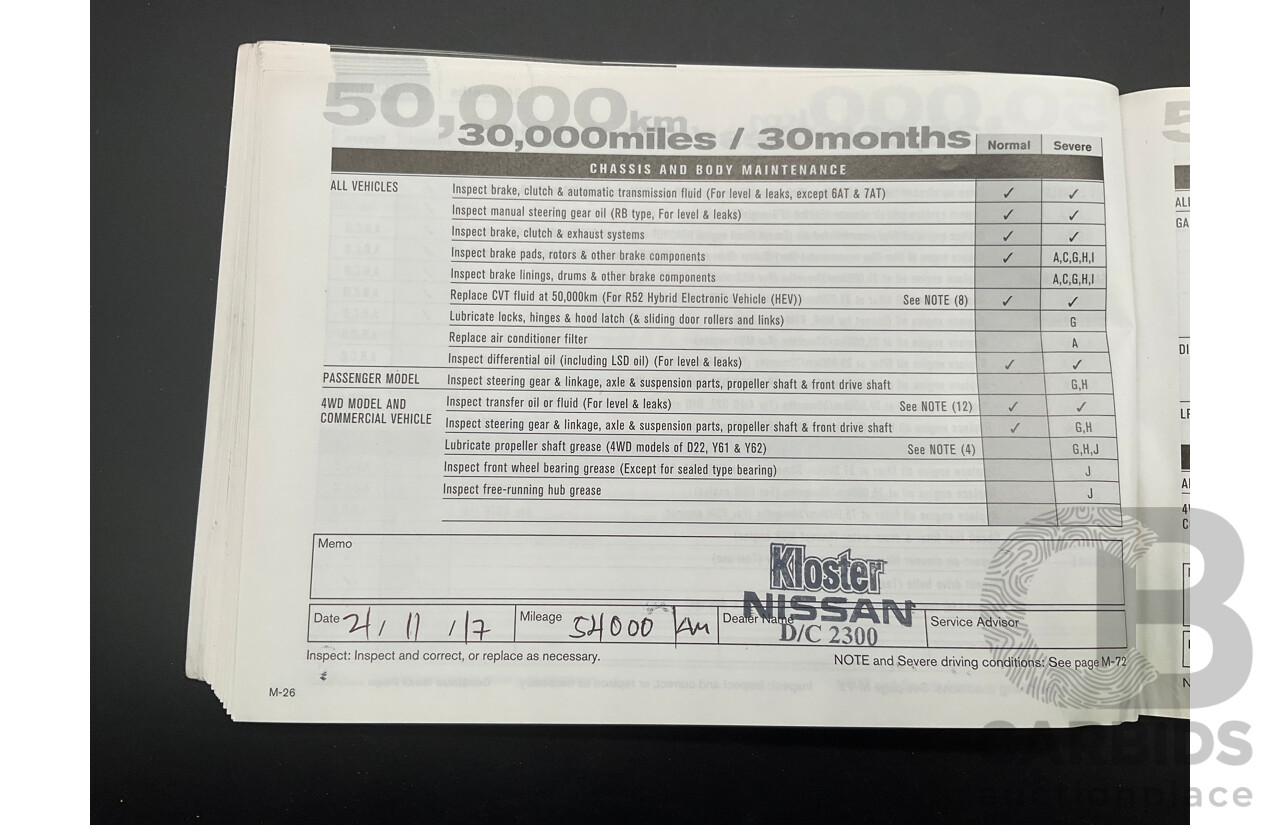 50,000km
30,000miles / 30months
Normal Severe
CHASSIS AND BODY MAINTENANCE
ALL VEHICLES Inspect brake, clutch & automatic transmission fluid (For level & leaks, except 6AT & 7AT) ✓ ✓
Inspect manual steering gear oil (RB type, For level & leaks) ✓ ✓
Inspect brake, clutch & exhaust systems ✓ ✓
Inspect brake pads, rotors & other brake components ✓ A,C,G,H,I
Inspect brake linings, drums & other brake components A,C,G,H,I
Replace CVT fluid at 50,000km (For R52 Hybrid Electronic Vehicle (HEV)) See NOTE (8) ✓ ✓
Lubricate locks, hinges & hood latch (& sliding door rollers and links) G
Replace air conditioner filter A
Inspect differential oil (including LSD oil) (For level & leaks) ✓ ✓
PASSENGER MODEL Inspect steering gear & linkage, axle & suspension parts, propeller shaft & front drive shaft G,H
4WD MODEL AND Inspect transfer oil or fluid (For level & leaks) See NOTE (12) ✓ ✓
COMMERCIAL VEHICLE Inspect steering gear & linkage, axle & suspension parts, propeller shaft & front drive shaft ✓ G,H
Lubricate propeller shaft grease (4WD models of D22, Y61 & Y62) See NOTE (4) G,H,J
Inspect front wheel bearing grease (Except for sealed type bearing) J
Inspect free-running hub grease J
Memo
Kloster
NISSAN
D/C 2300
Date 21/11/17 Mileage 54000 km Dealer Name Service Advisor
Inspect: Inspect and correct, or replace as necessary. NOTE and Severe driving conditions: See page M-72
M-26
CARBIDS
auctionplace